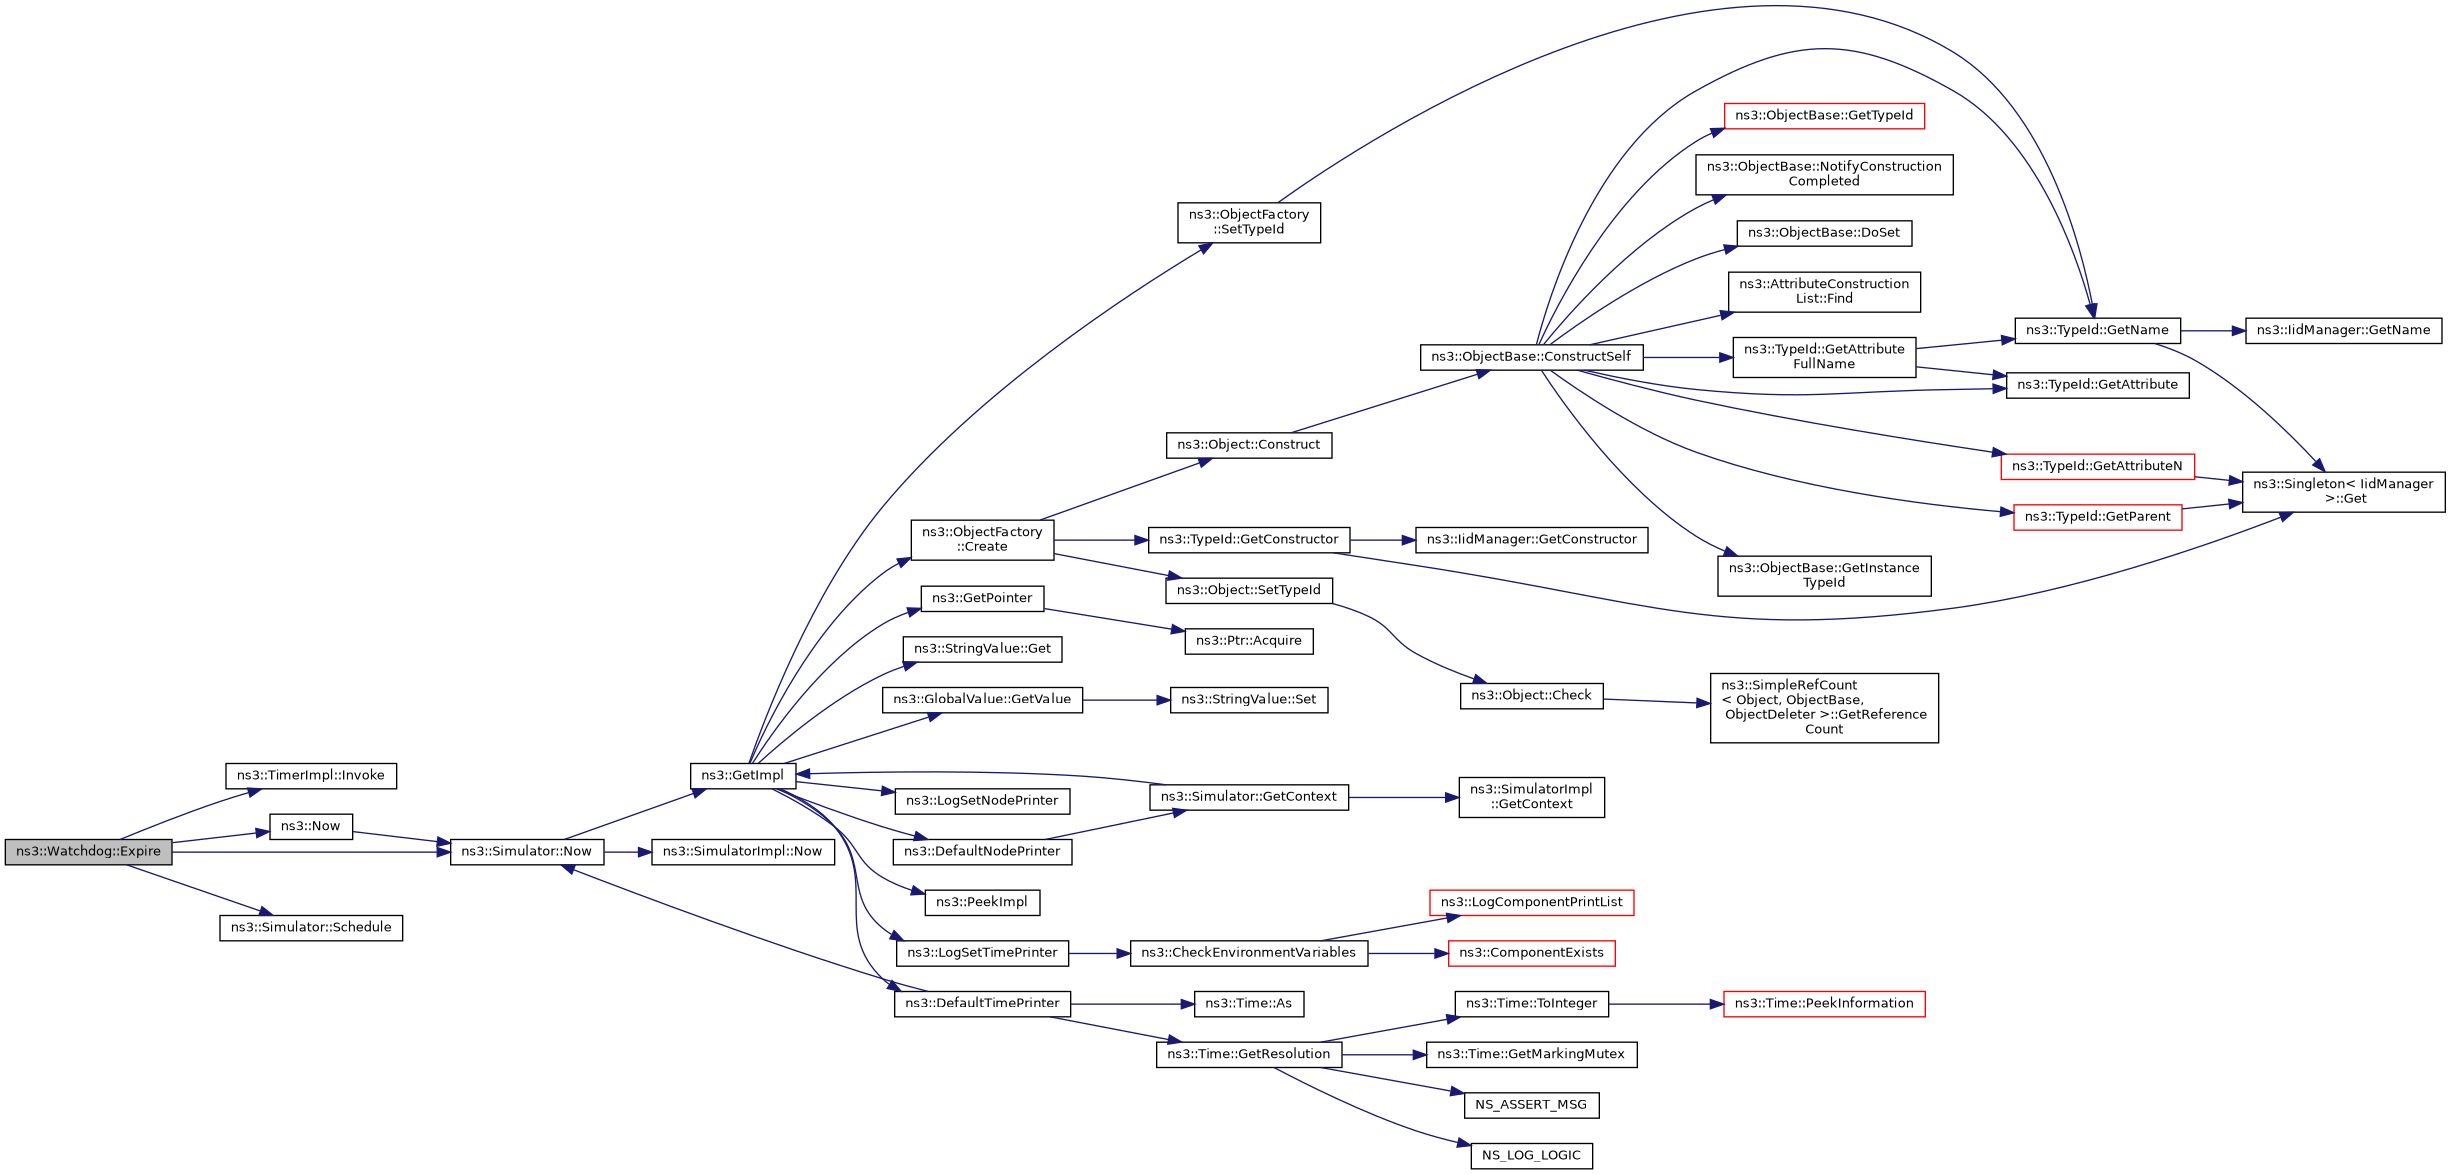 ns3::Watchdog::Expire
ns3::TimerImpl::Invoke
ns3::Now
ns3::Simulator::Schedule
ns3::Simulator::Now
ns3::SimulatorImpl::Now
ns3::GetImpl
ns3::ObjectFactory
::SetTypeId
ns3::ObjectFactory
::Create
ns3::GetPointer
ns3::StringValue::Get
ns3::GlobalValue::GetValue
ns3::LogSetNodePrinter
ns3::DefaultNodePrinter
ns3::PeekImpl
ns3::LogSetTimePrinter
ns3::DefaultTimePrinter
ns3::Object::Construct
ns3::TypeId::GetConstructor
ns3::Object::SetTypeId
ns3::Ptr::Acquire
ns3::StringValue::Set
ns3::Simulator::GetContext
ns3::CheckEnvironmentVariables
ns3::Time::As
ns3::Time::GetResolution
ns3::ObjectBase::ConstructSelf
ns3::IidManager::GetConstructor
ns3::Object::Check
ns3::SimulatorImpl
::GetContext
ns3::LogComponentPrintList
ns3::ComponentExists
ns3::Time::ToInteger
ns3::Time::GetMarkingMutex
NS_ASSERT_MSG
NS_LOG_LOGIC
ns3::ObjectBase::GetTypeId
ns3::ObjectBase::NotifyConstruction
Completed
ns3::ObjectBase::DoSet
ns3::AttributeConstruction
List::Find
ns3::TypeId::GetAttribute
FullName
ns3::ObjectBase::GetInstance
TypeId
ns3::SimpleRefCount
< Object, ObjectBase,
ObjectDeleter >::GetReference
Count
ns3::Time::PeekInformation
ns3::TypeId::GetName
ns3::TypeId::GetAttribute
ns3::TypeId::GetAttributeN
ns3::TypeId::GetParent
ns3::IidManager::GetName
ns3::Singleton< IidManager
>::Get